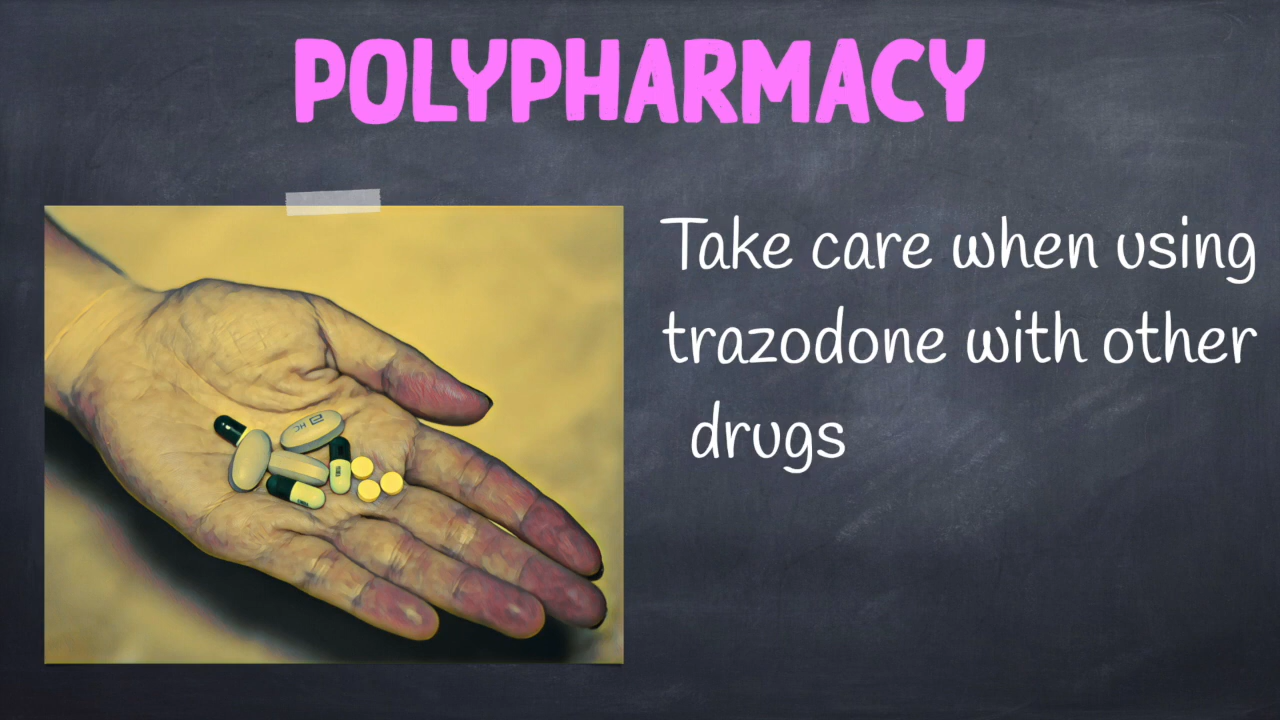 POLYPHARMACY
Take care when using
trazodone with other
drugs